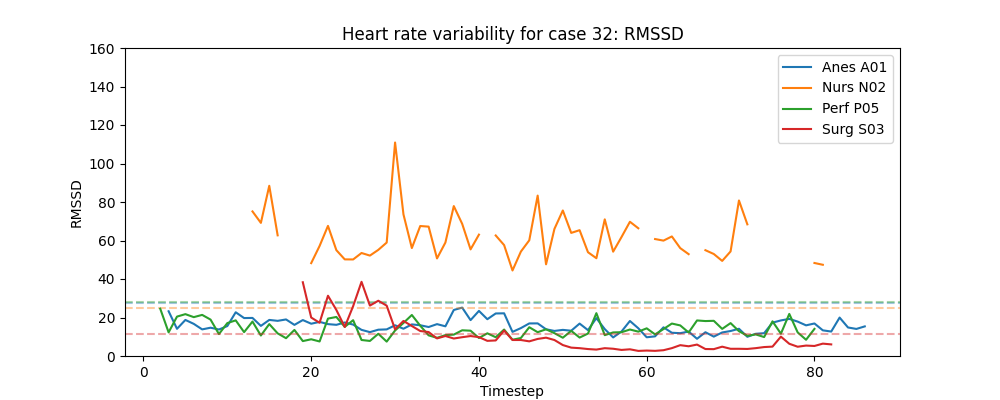 Heart rate variability for case 32: RMSSD
160
140
120
100
80
60
40
20
0
RMSSD
Anes A01
Nurs N02
Perf P05
Surg S03
0
20
40
60
80
Timestep